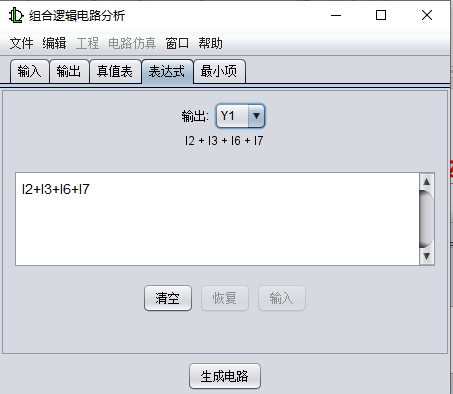 组合逻辑电路分析
文件 编辑 工程 电路仿真 窗口 帮助
输入 输出 真值表 表达式 最小项
输出: Y1
I2 + I3 + I6 + I7
I2+I3+I6+I7
清空 恢复 输入
生成电路